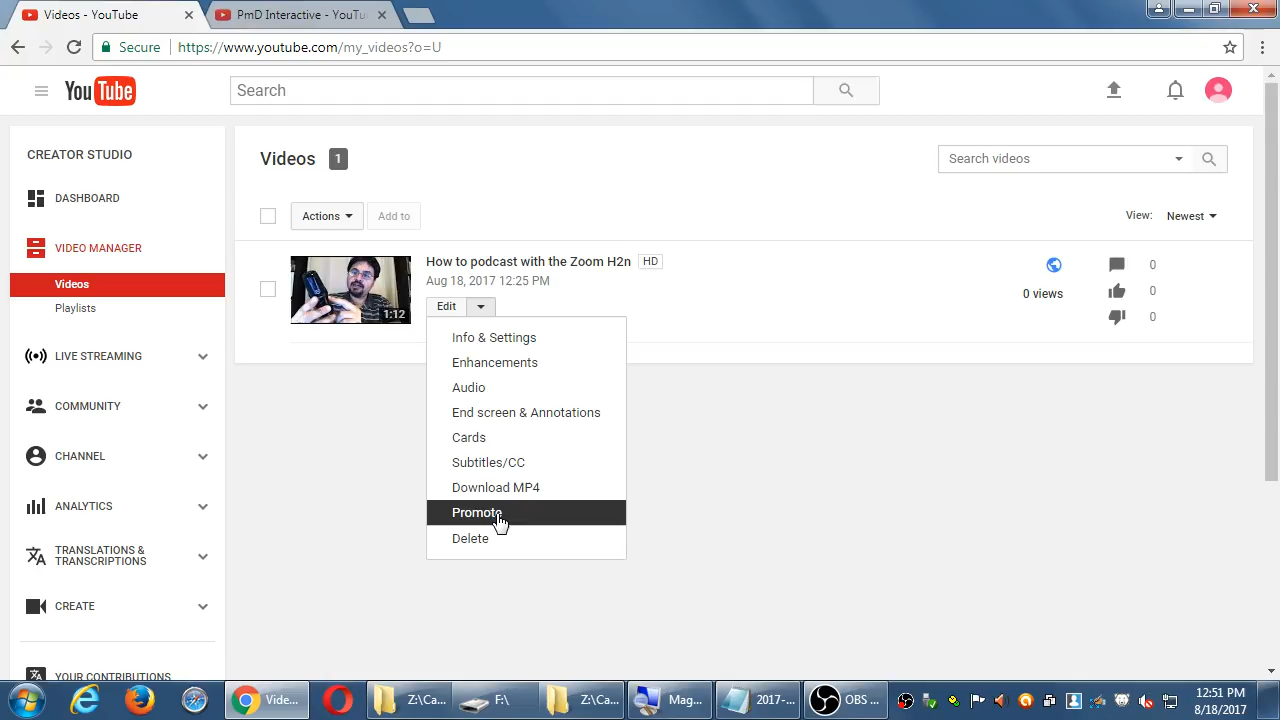 Videos - YouTube
PmD Interactive - YouTu
Secure
https://www.youtube.com/my_videos?o=U
YouTube
Search
CREATOR STUDIO
DASHBOARD
VIDEO MANAGER
Videos
Playlists
LIVE STREAMING
COMMUNITY
CHANNEL
ANALYTICS
TRANSLATIONS &
TRANSCRIPTIONS
CREATE
YOUR CONTRIBUTIONS
Videos 1
Search videos
Actions
Add to
View: Newest
1:12
How to podcast with the Zoom H2n HD
Aug 18, 2017 12:25 PM
Edit
0 views
0
0
0
Info & Settings
Enhancements
Audio
End screen & Annotations
Cards
Subtitles/CC
Download MP4
Promote
Delete
Vide...
Z:\Ca...
F:\
Z:\Ca...
Mag...
2017-...
OBS ...
12:51 PM
8/18/2017